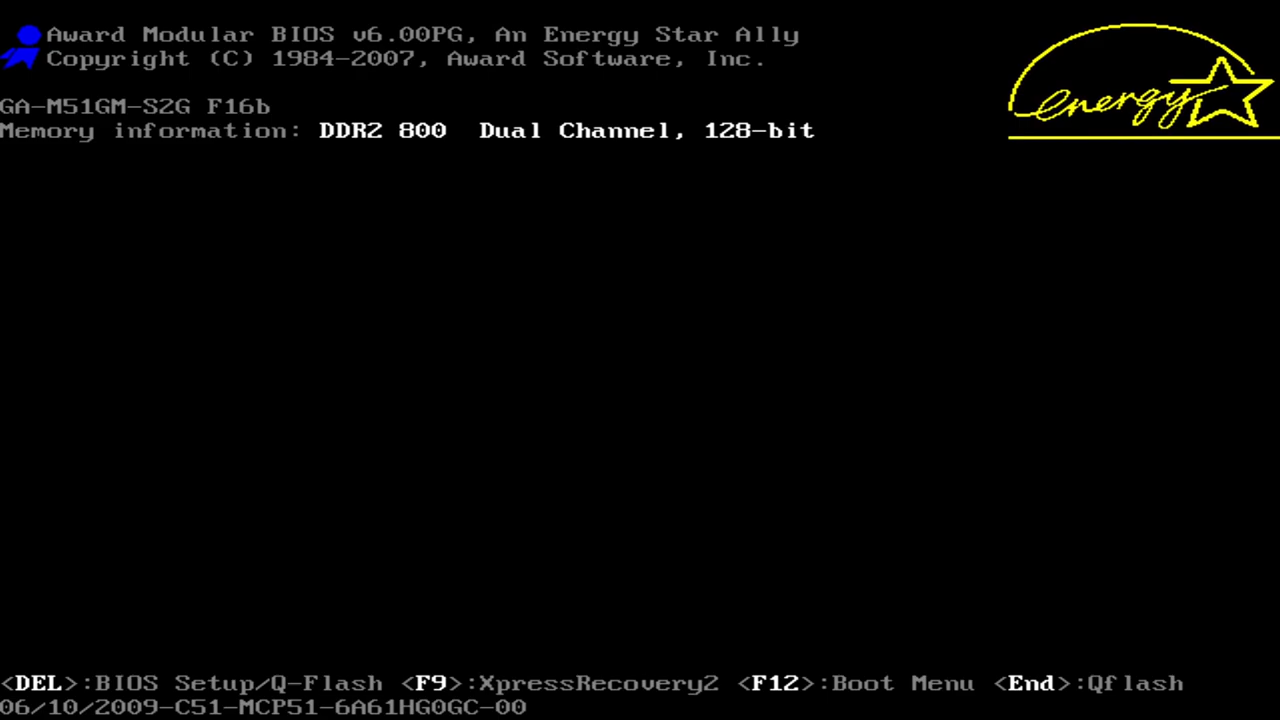 Award Modular BIOS v6.00PG, An Energy Star Ally
Copyright (C) 1984-2007, Award Software, Inc.
energy
GA-M51GM-S2G F16b
Memory information: DDR2 800  Dual Channel, 128-bit
<DEL>:BIOS Setup/Q-Flash <F9>:XpressRecovery2 <F12>:Boot Menu <End>:Qflash
06/10/2009-C51-MCP51-6A61HG0GC-00